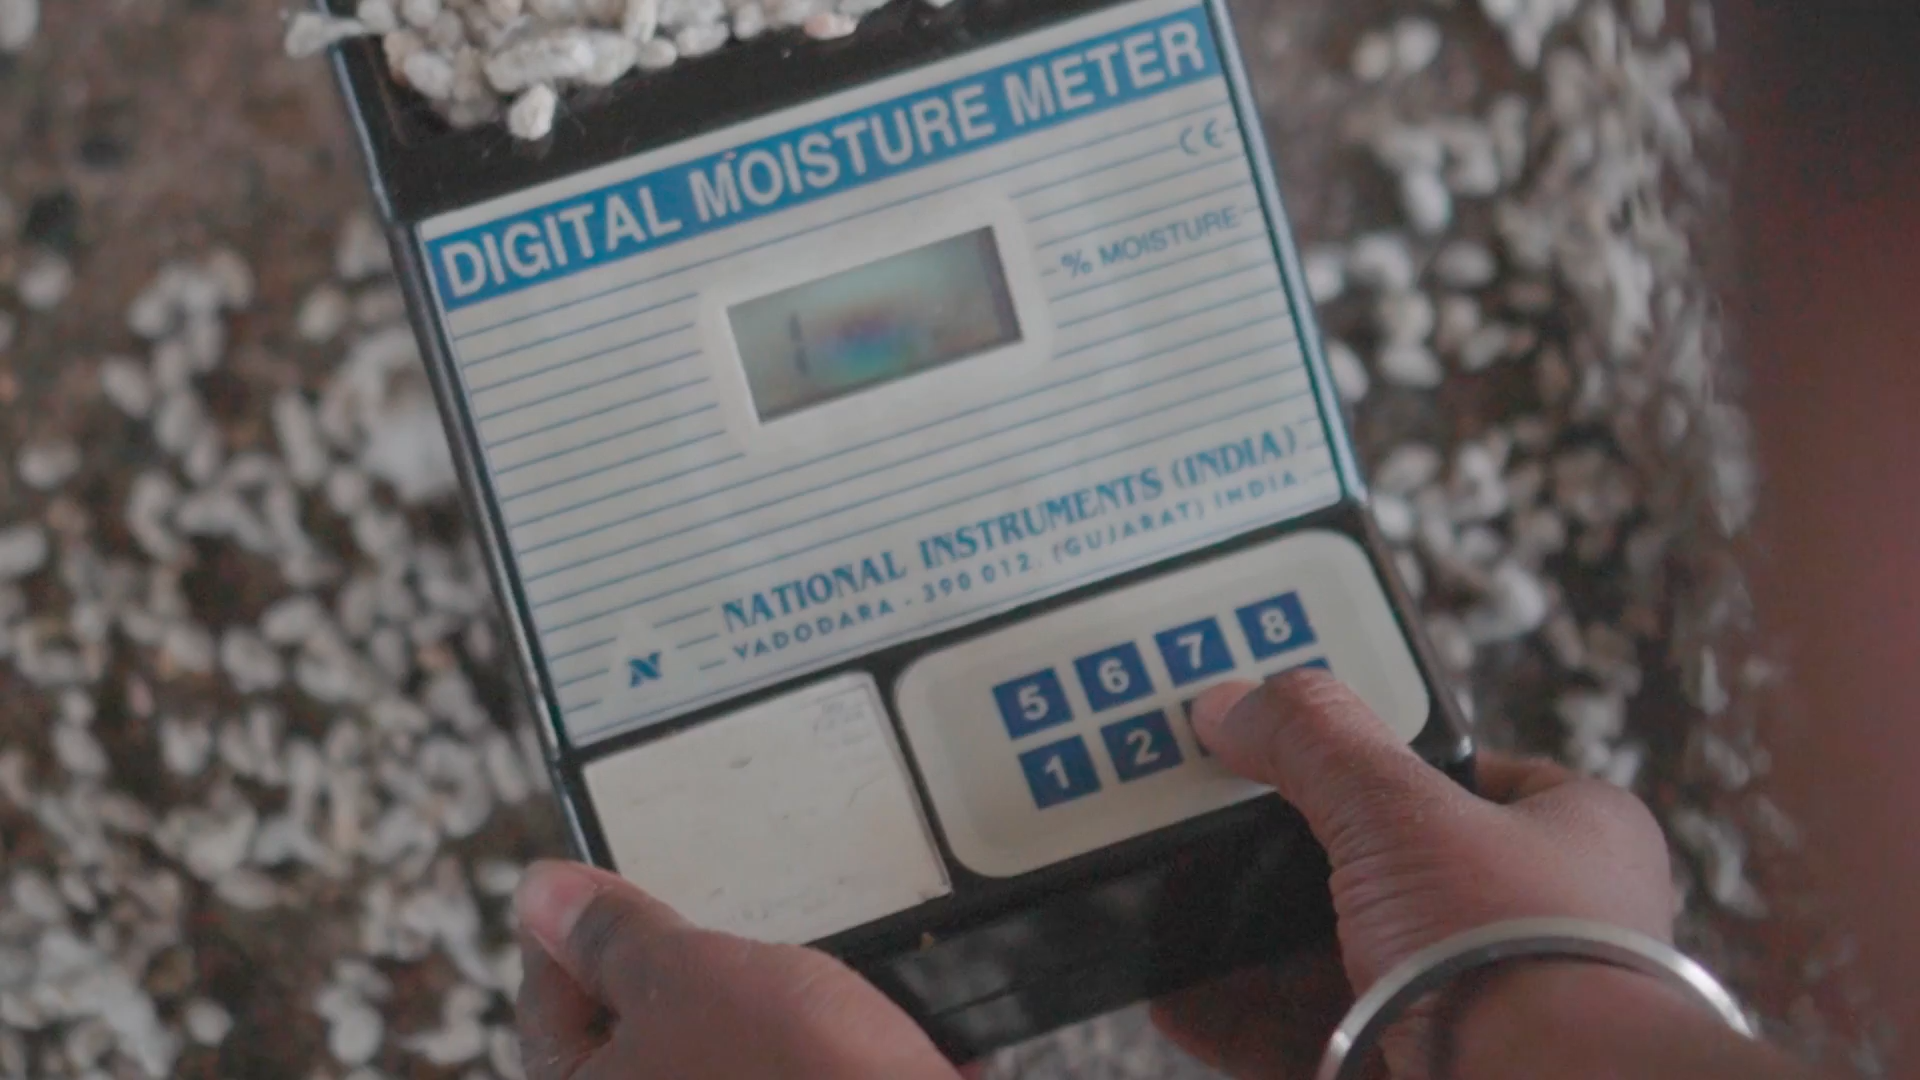 DIGITAL MOISTURE METER
CE
% MOISTURE
NATIONAL INSTRUMENTS (INDIA)
VADODARA - 390 012. (GUJARAT) INDIA.
N
5 6 7 8
1 2